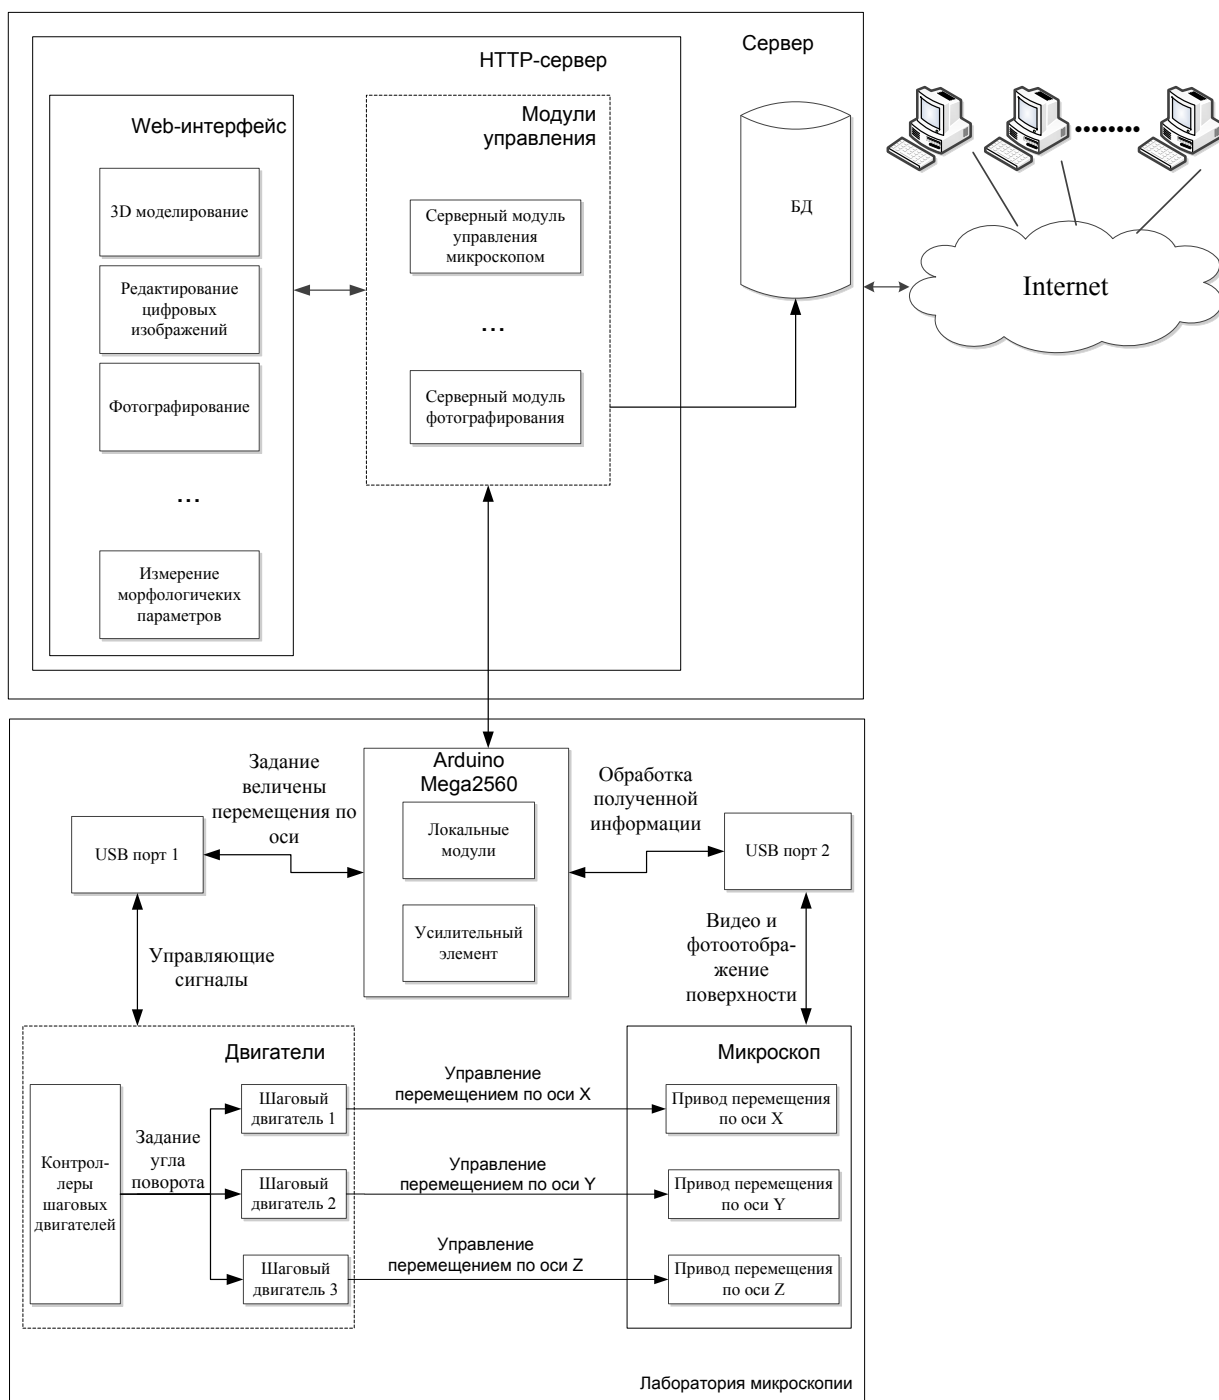 Сервер
HTTP-сервер
Web-интерфейс
3D моделирование
Редактирование
цифровых
изображений
Фотографирование
...
Измерение
морфологичеких
параметров
Модули
управления
Серверный модуль
управления
микроскопом
...
Серверный модуль
фотографирования
БД
Internet
Arduino
Mega2560
Локальные
модули
Усилительный
элемент
Задание
величены
перемещения по
оси
Обработка
полученной
информации
USB порт 1
USB порт 2
Управляющие
сигналы
Видео и
фотоотобра-
жение
поверхности
Двигатели
Контрол-
леры
шаговых
двигателей
Задание
угла
поворота
Шаговый
двигатель 1
Шаговый
двигатель 2
Шаговый
двигатель 3
Управление
перемещением по оси X
Управление
перемещением по оси Y
Управление
перемещением по оси Z
Микроскоп
Привод перемещения
по оси X
Привод перемещения
по оси Y
Привод перемещения
по оси Z
Лаборатория микроскопии